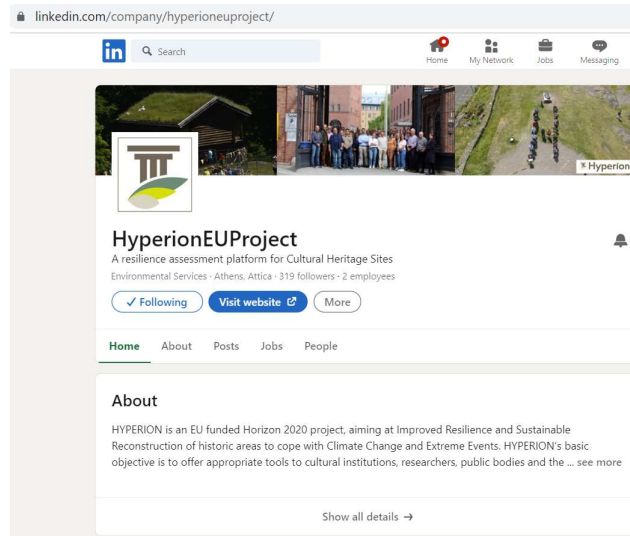 linkedin.com/company/hyperioneuproject/
in
Search
Home
My Network
Jobs
Messaging
Hyperion
HyperionEUProject
A resilience assessment platform for Cultural Heritage Sites
Environmental Services · Athens, Attica · 319 followers · 2 employees
✓ Following
Visit website
More
Home
About
Posts
Jobs
People
About
HYPERION is an EU funded Horizon 2020 project, aiming at Improved Resilience and Sustainable
Reconstruction of historic areas to cope with Climate Change and Extreme Events. HYPERION's basic
objective is to offer appropriate tools to cultural institutions, researchers, public bodies and the ... see more
Show all details →